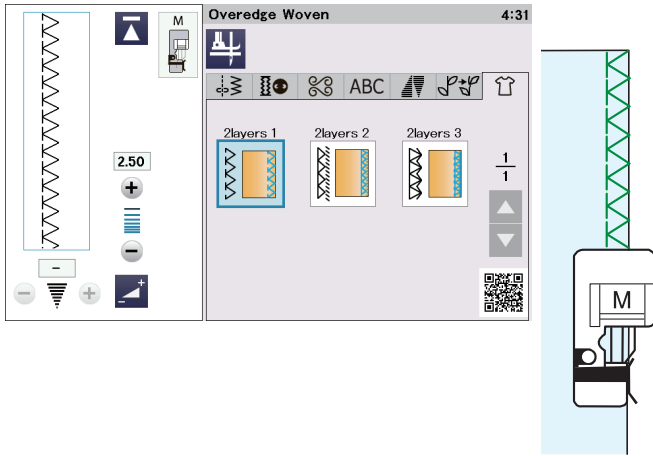 M
Overedge Woven 4:31
ABC
2layers 1 2layers 2 2layers 3
2.50
1
1
–
M